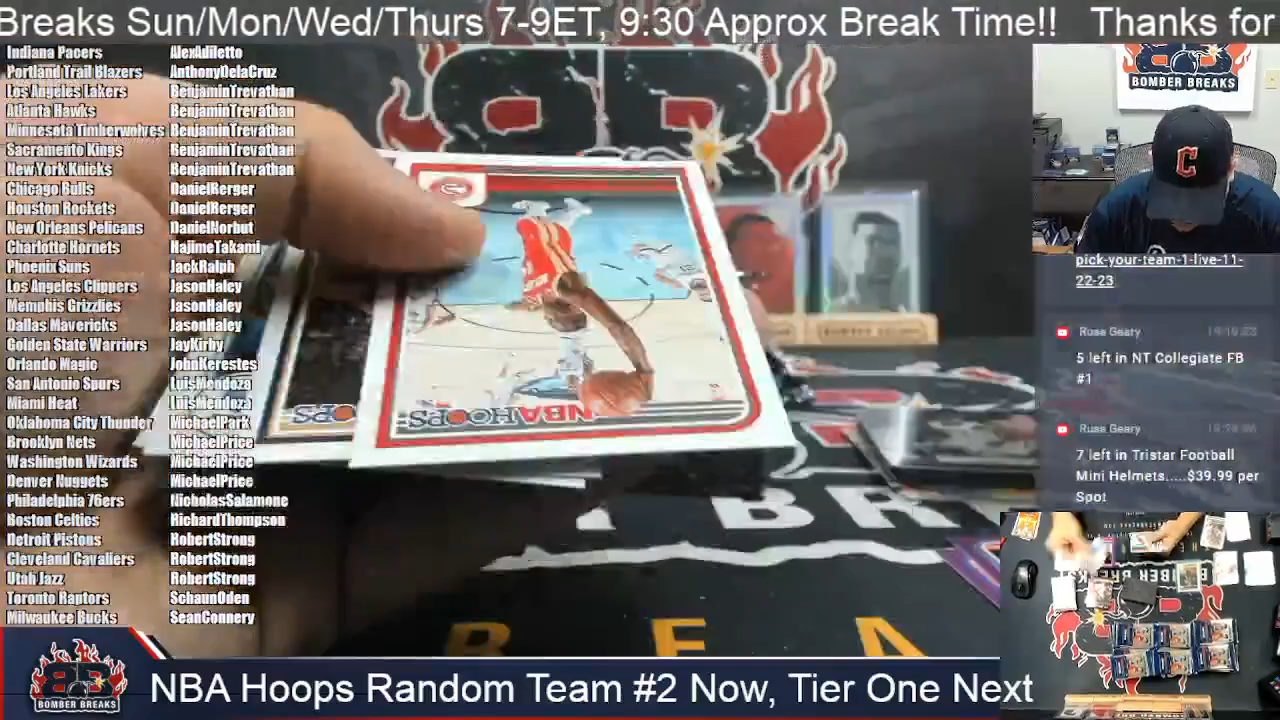 Breaks Sun/Mon/Wed/Thurs 7-9ET, 9:30 Approx Break Time!! Thanks for
Indiana Pacers AlexAdiletto
Portland Trail Blazers AnthonyDelaCruz
Los Angeles Lakers BenjaminTrevathan
Atlanta Hawks BenjaminTrevathan
Minnesota Timberwolves BenjaminTrevathan
Sacramento Kings BenjaminTrevathan
New York Knicks BenjaminTrevathan
Chicago Bulls DanielBerger
Houston Rockets DanielBerger
New Orleans Pelicans DanielNorbut
Charlotte Hornets HajimeTakami
Phoenix Suns JackRalph
Los Angeles Clippers JasonHaley
Memphis Grizzlies JasonHaley
Dallas Mavericks JasonHaley
Golden State Warriors JayKirby
Orlando Magic JohnKerestes
San Antonio Spurs LuisMendoza
Miami Heat LuisMendoza
Oklahoma City Thunder MichaelPark
Brooklyn Nets MichaelPrice
Washington Wizards MichaelPrice
Denver Nuggets MichaelPrice
Philadelphia 76ers NicholasSalamone
Boston Celtics RichardThompson
Detroit Pistons RobertStrong
Cleveland Cavaliers RobertStrong
Utah Jazz RobertStrong
Toronto Raptors SchaunOden
Milwaukee Bucks SeanConnery
BOMBER BREAKS
C
pick-your-team-1-live-11-
22-23
Russ Geary
5 left in NT Collegiate FB
#1
Russ Geary
7 left in Tristar Football
Mini Helmets.....$39.99 per
Spot
NBA HOOPS
OOPS
BR
B E A
BOMBER BREAKS
NBA Hoops Random Team #2 Now, Tier One Next